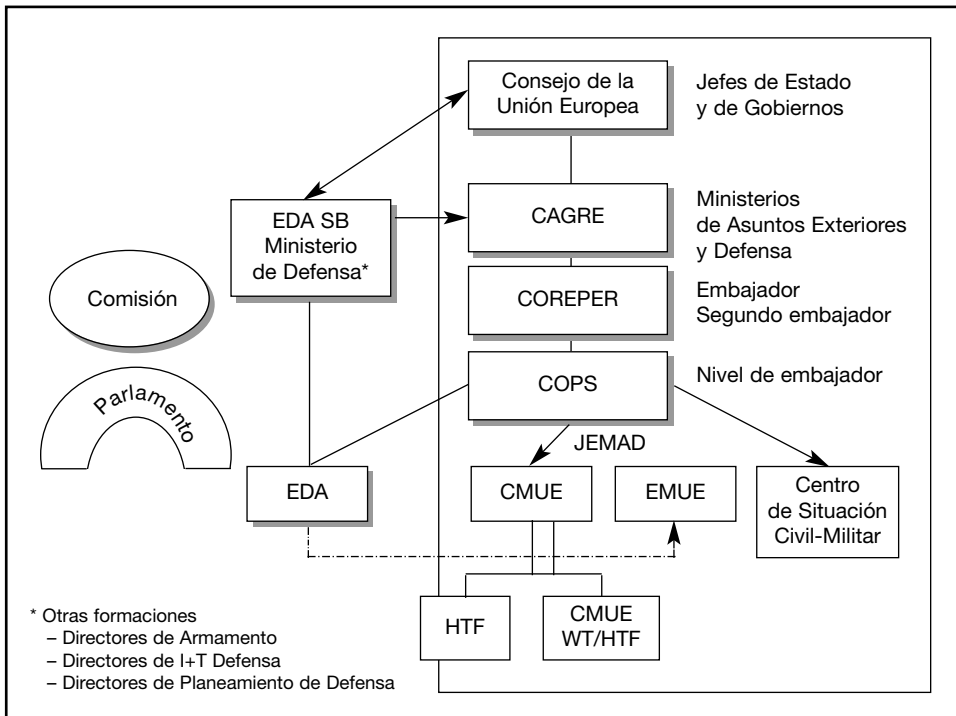 Consejo de la
Unión Europea
Jefes de Estado
y de Gobiernos
EDA SB
Ministerio
de Defensa*
CAGRE
Ministerios
de Asuntos Exteriores
y Defensa
Comisión
COREPER
Embajador
Segundo embajador
Parlamento
COPS
Nivel de embajador
JEMAD
EDA
CMUE
EMUE
Centro
de Situación
Civil-Militar
HTF
CMUE
WT/HTF
* Otras formaciones
– Directores de Armamento
– Directores de I+T Defensa
– Directores de Planeamiento de Defensa